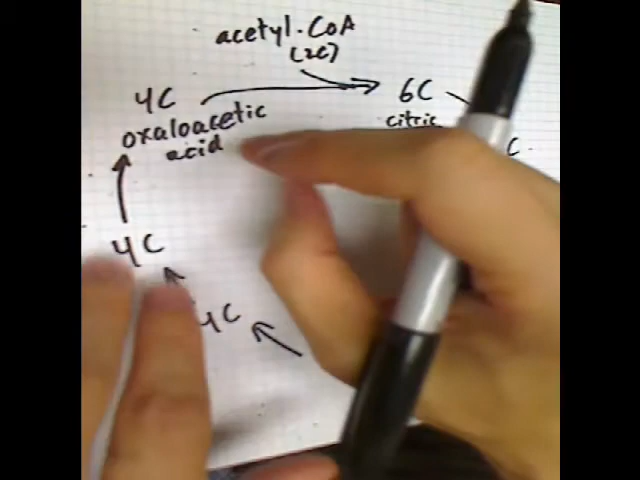 acetyl-CoA
(2C)
4C
6C
oxaloacetic
citric
acid
C
4C
4C